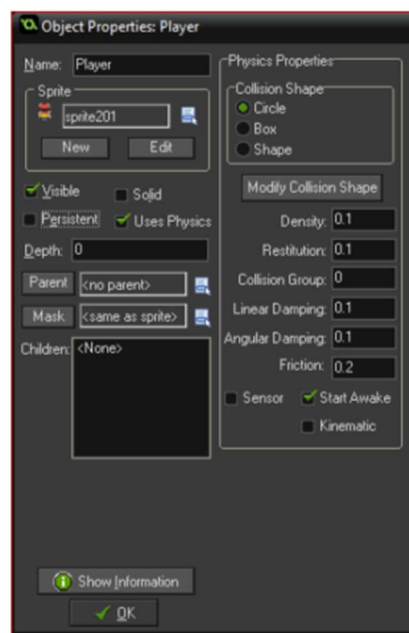 Object Properties: Player
Name: Player
Sprite
sprite201
New Edit
Visible Solid
Persistent Uses Physics
Depth: 0
Parent <no parent>
Mask <same as sprite>
Children: <None>
Show Information
OK
Physics Properties
Collision Shape
Circle
Box
Shape
Modify Collision Shape
Density: 0.1
Restitution: 0.1
Collision Group: 0
Linear Damping: 0.1
Angular Damping: 0.1
Friction: 0.2
Sensor Start Awake
Kinematic